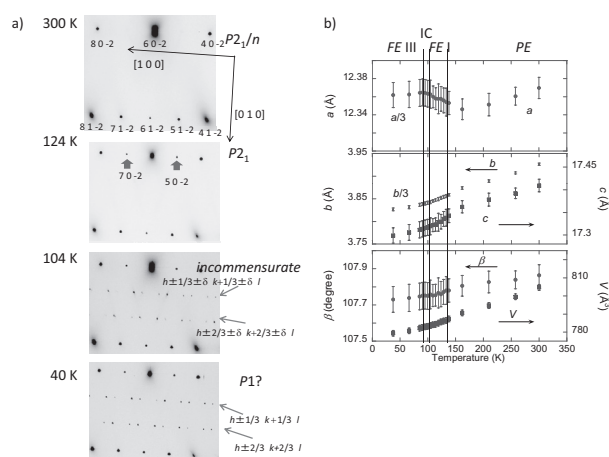 a)
300 K
P2₁/n
8 0 -2
6 0 -2
4 0 -2
[1 0 0]
[0 1 0]
8 1 -2
7 1 -2
6 1 -2
5 1 -2
4 1 -2
124 K
P2₁
7 0 -2
5 0 -2
104 K
incommensurate
h±1/3±δ k+1/3±δ l
h±2/3±δ k+2/3±δ l
40 K
P1?
h±1/3 k+1/3 l
h±2/3 k+2/3 l
b)
IC
FE III
FE I
PE
12.38
12.34
a (Å)
a/3
a
3.95
3.85
3.75
b (Å)
b/3
b
c
17.45
17.3
c (Å)
107.9
107.7
107.5
β (degree)
β
V
810
780
V (Å³)
0 50 100 150 200 250 300 350
Temperature (K)